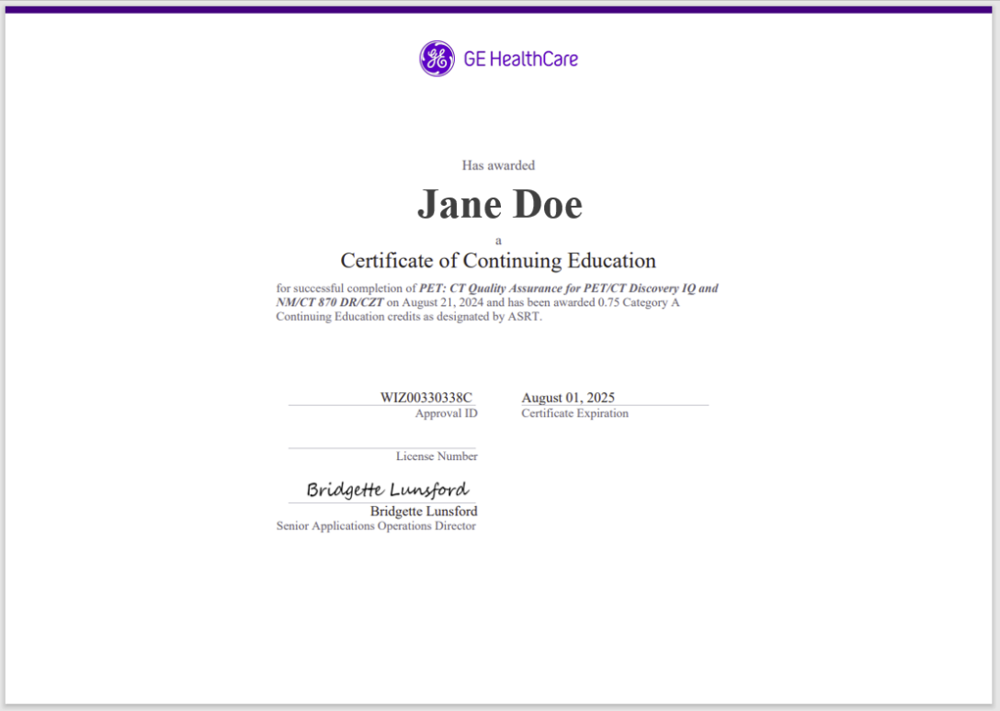 GE HealthCare
Has awarded
Jane Doe
a
Certificate of Continuing Education
for successful completion of PET: CT Quality Assurance for PET/CT Discovery IQ and
NM/CT 870 DR/CZT on August 21, 2024 and has been awarded 0.75 Category A
Continuing Education credits as designated by ASRT.
WIZ00330338C
Approval ID
August 01, 2025
Certificate Expiration
License Number
Bridgette Lunsford
Bridgette Lunsford
Senior Applications Operations Director